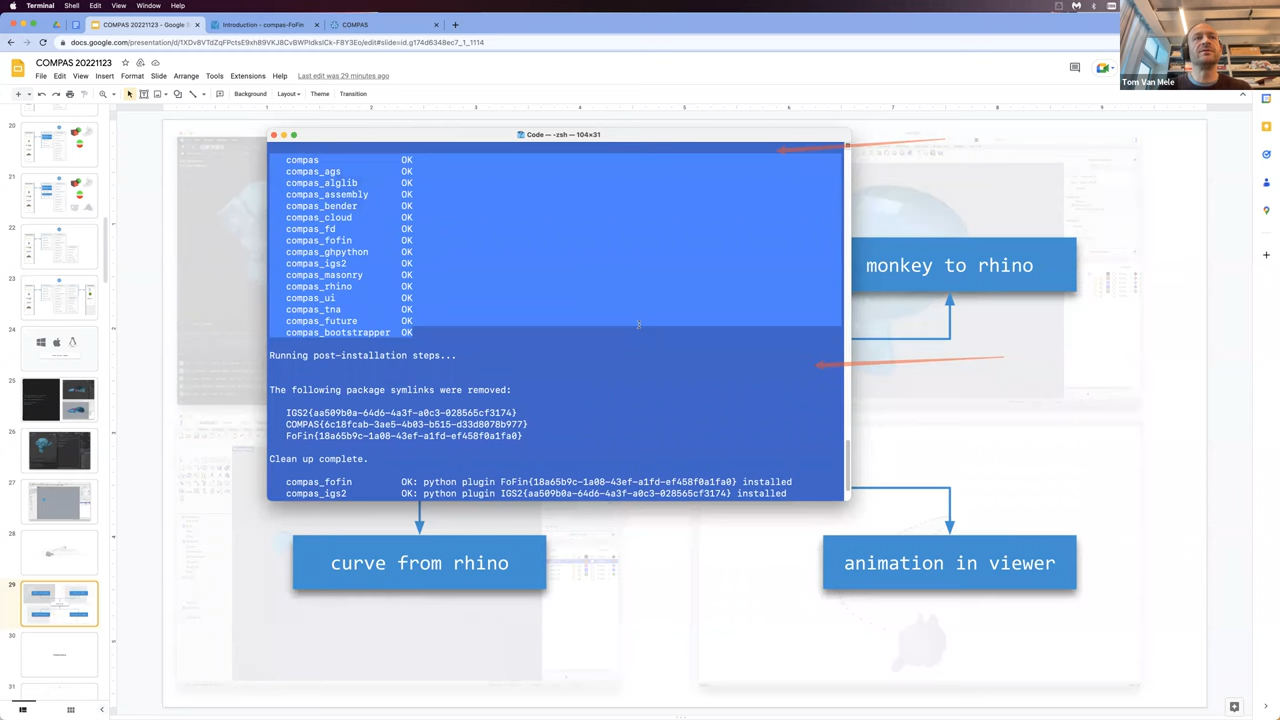 Terminal Shell Edit View Window Help
COMPAS 20221123 - Google S
Introduction - compas-FoFin
COMPAS
COMPAS 20221123
File Edit View Insert Format Slide Arrange Tools Extensions Help Last edit was 29 minutes ago
Background Layout Theme Transition
Tom Van Mele
Code — -zsh — 104×31
compas OK
compas_ags OK
compas_alglib OK
compas_assembly OK
compas_bender OK
compas_cloud OK
compas_fd OK
compas_fofin OK
compas_ghpython OK
compas_igs2 OK
compas_masonry OK
compas_rhino OK
compas_ui OK
compas_tna OK
compas_future OK
compas_bootstrapper OK
Running post-installation steps...
The following package symlinks were removed:
IGS2{aa509b0a-64d6-4a3f-a0c3-028565cf3174}
COMPAS{6c18fcab-3ae5-4b03-b515-d33d8078b977}
FoFin{18a65b9c-1a08-43ef-a1fd-ef458f0a1fa0}
Clean up complete.
compas_fofin OK: python plugin FoFin{18a65b9c-1a08-43ef-a1fd-ef458f0a1fa0} installed
compas_igs2 OK: python plugin IGS2{aa509b0a-64d6-4a3f-a0c3-028565cf3174} installed
monkey to rhino
curve from rhino
animation in viewer
20
21
22
23
24
25
26
27
28
29
30
31